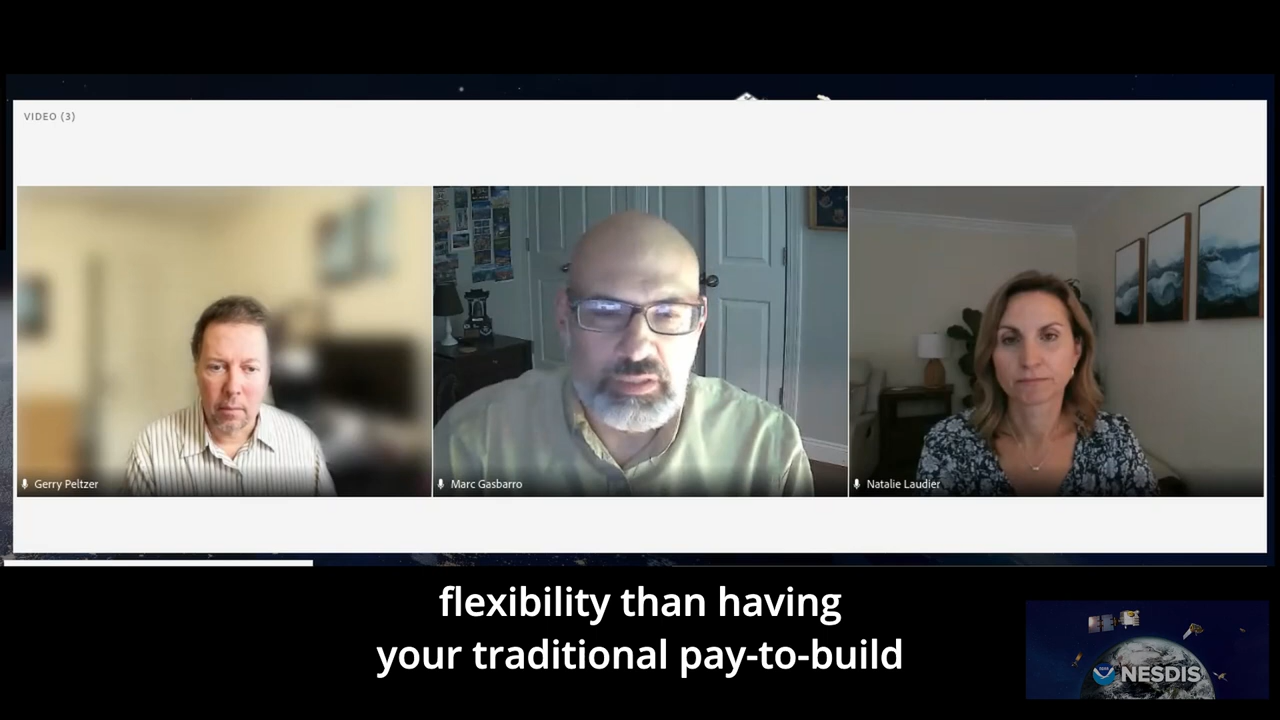 VIDEO (3)
Gerry Peltzer
Marc Gasbarro
Natalie Laudier
flexibility than having
your traditional pay-to-build
NESDIS